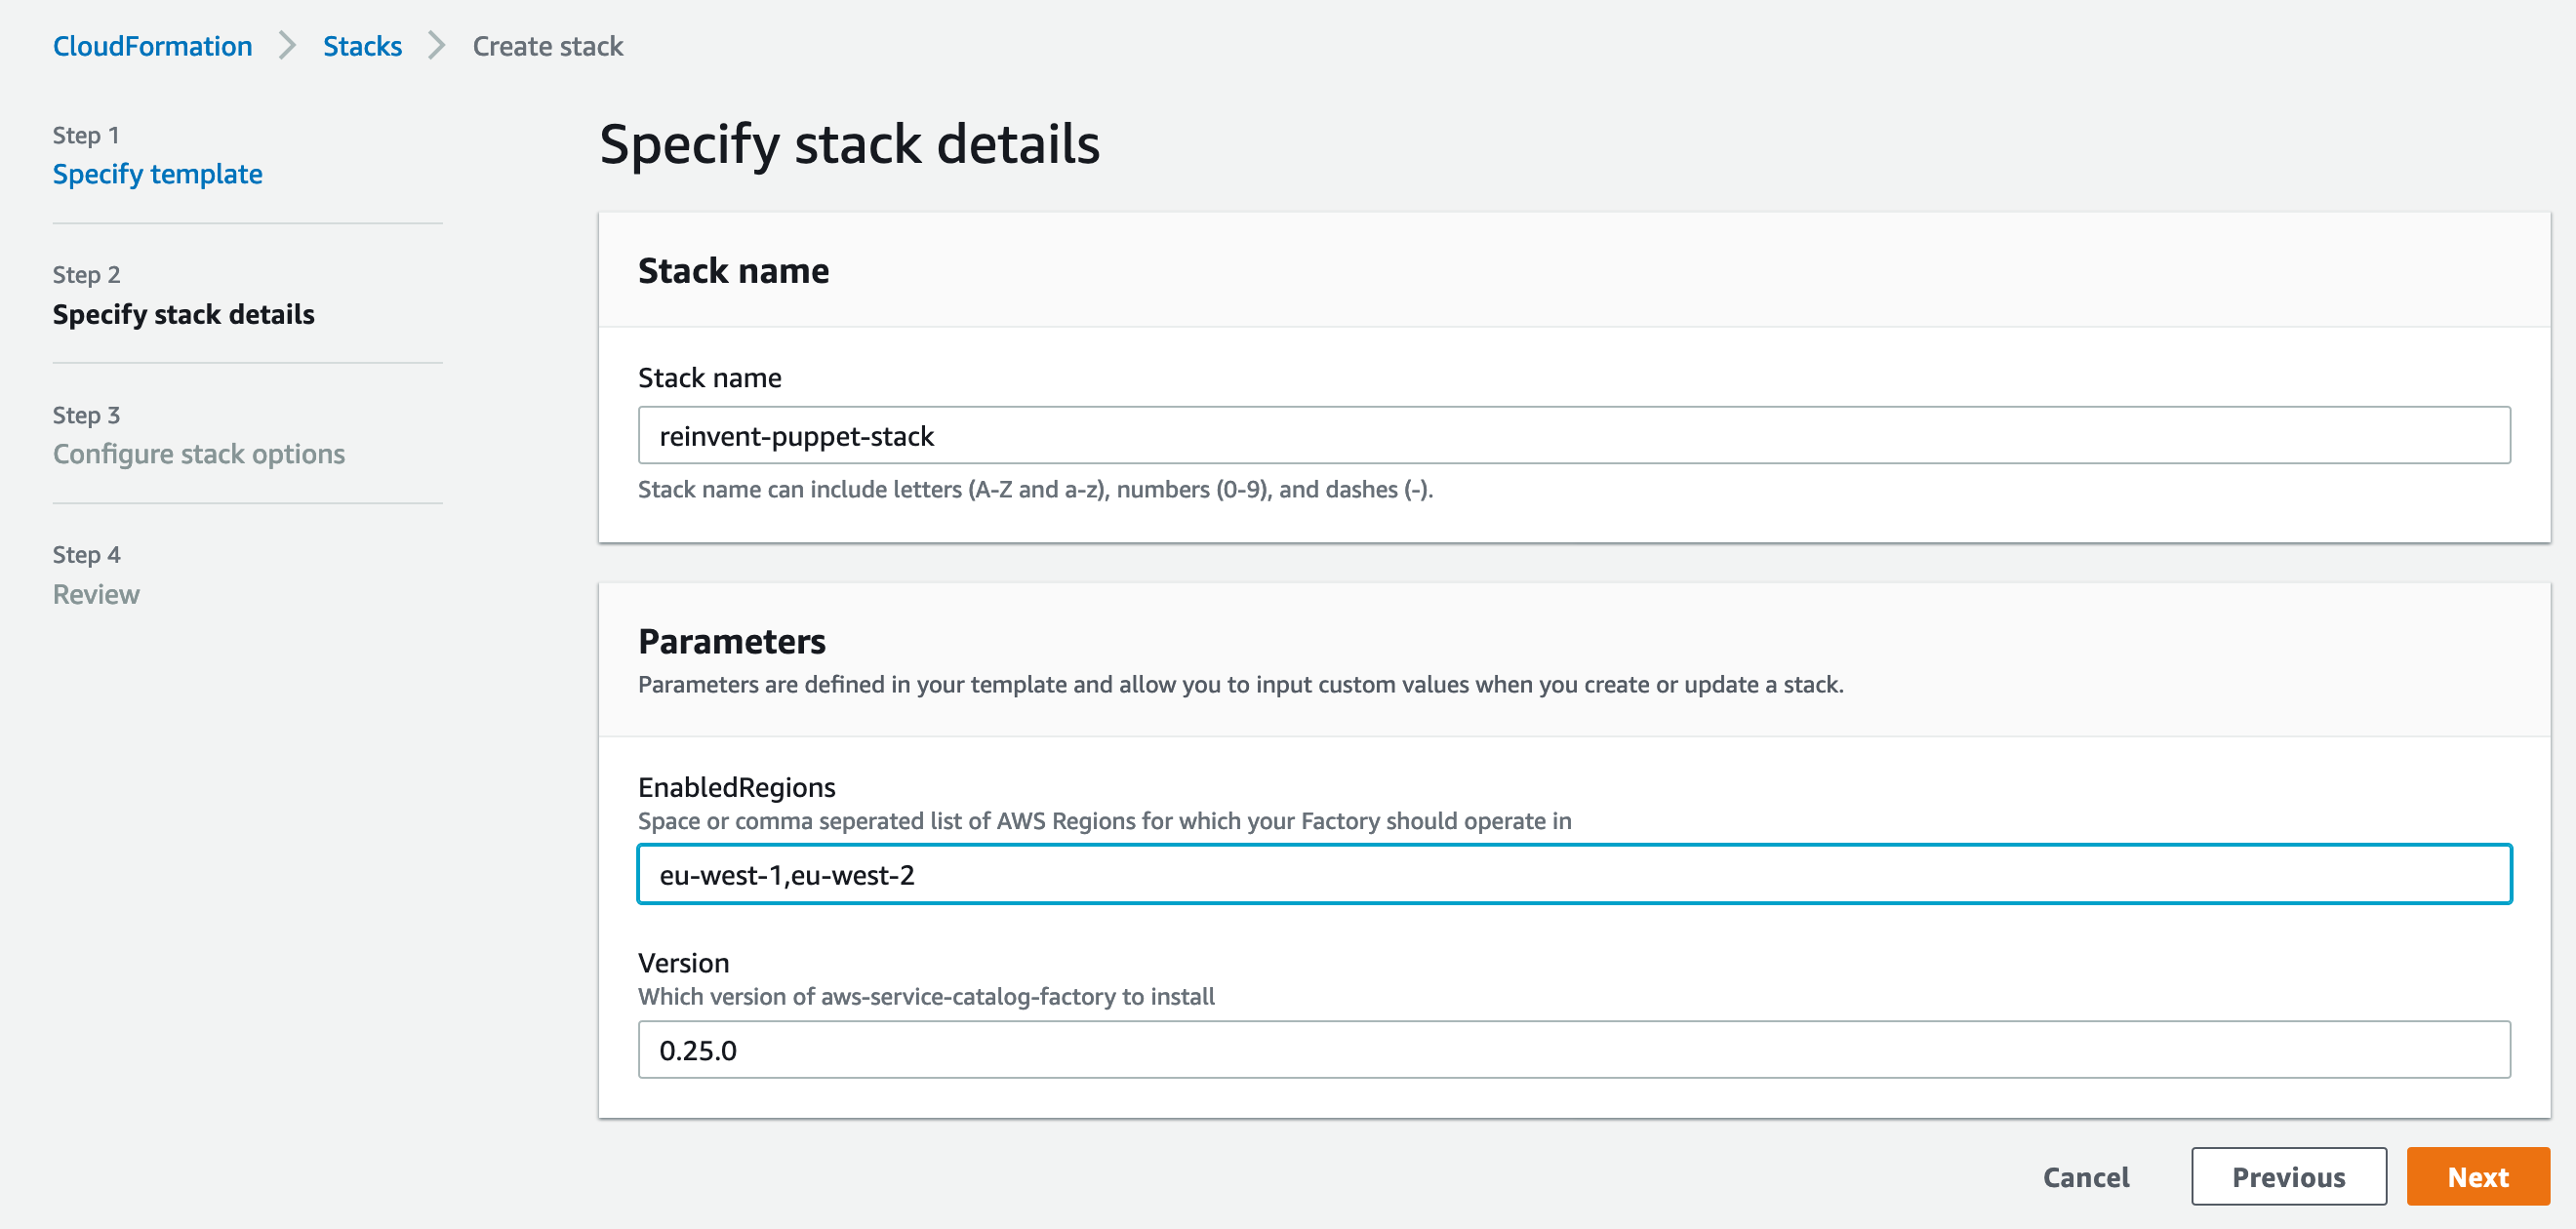 CloudFormation > Stacks > Create stack
Step 1
Specify template
Step 2
Specify stack details
Step 3
Configure stack options
Step 4
Review
Specify stack details
Stack name
Stack name
reinvent-puppet-stack
Stack name can include letters (A-Z and a-z), numbers (0-9), and dashes (-).
Parameters
Parameters are defined in your template and allow you to input custom values when you create or update a stack.
EnabledRegions
Space or comma seperated list of AWS Regions for which your Factory should operate in
eu-west-1,eu-west-2
Version
Which version of aws-service-catalog-factory to install
0.25.0
Cancel Previous Next